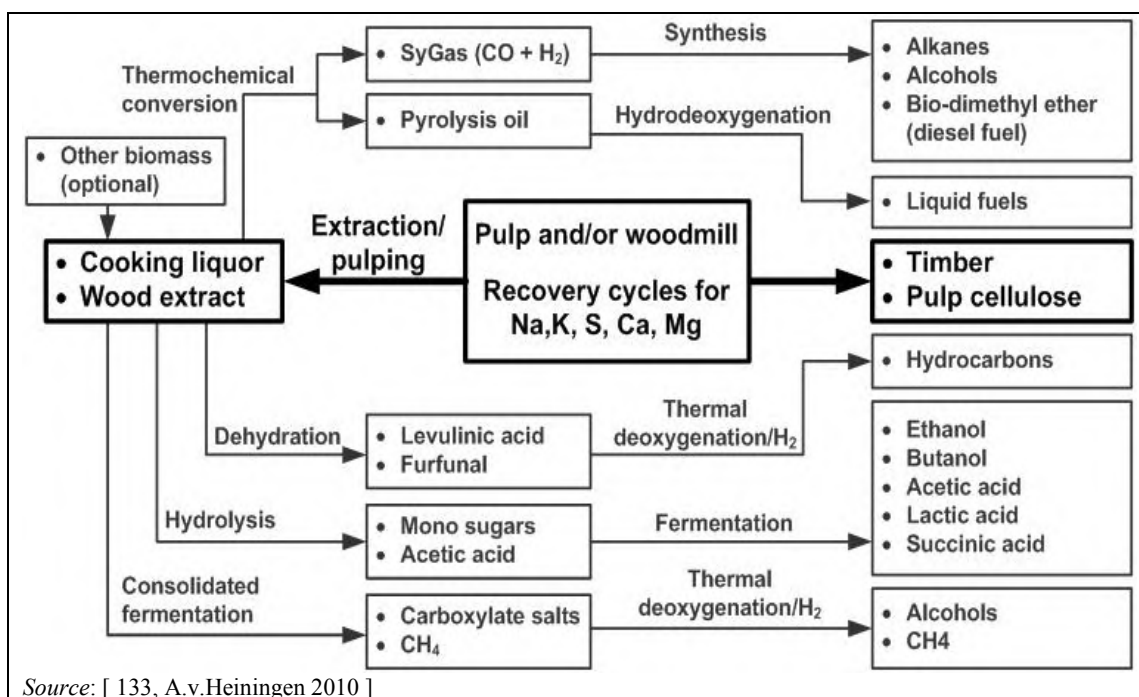 Thermochemical
conversion
• SyGas (CO + H₂)
Synthesis
• Alkanes
• Alcohols
• Bio-dimethyl ether
(diesel fuel)
• Pyrolysis oil
Hydrodeoxygenation
• Other biomass
(optional)
• Liquid fuels
• Cooking liquor
• Wood extract
Extraction/
pulping
Pulp and/or woodmill
Recovery cycles for
Na,K, S, Ca, Mg
• Timber
• Pulp cellulose
• Hydrocarbons
Dehydration
• Levulinic acid
• Furfunal
Thermal
deoxygenation/H₂
• Ethanol
• Butanol
• Acetic acid
• Lactic acid
• Succinic acid
Hydrolysis
• Mono sugars
• Acetic acid
Fermentation
Consolidated
fermentation
• Carboxylate salts
• CH₄
Thermal
deoxygenation/H₂
• Alcohols
• CH4
Source: [ 133, A.v.Heiningen 2010 ]